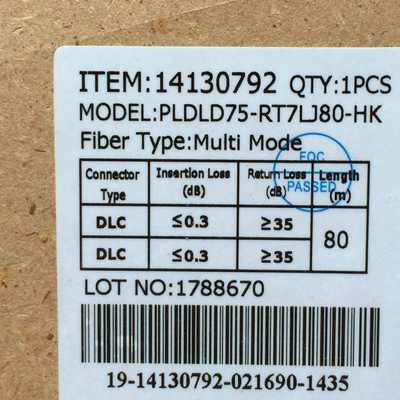 ITEM:14130792 QTY:1PCS
MODEL:PLDLD75-RT7LJ80-HK
Fiber Type:Multi Mode
FOC
PASSED
Connector Type Insertion Loss (dB) Return Loss (dB) Length (m)
DLC ≤0.3 ≥35 80
DLC ≤0.3 ≥35
LOT NO:1788670
19-14130792-021690-1435